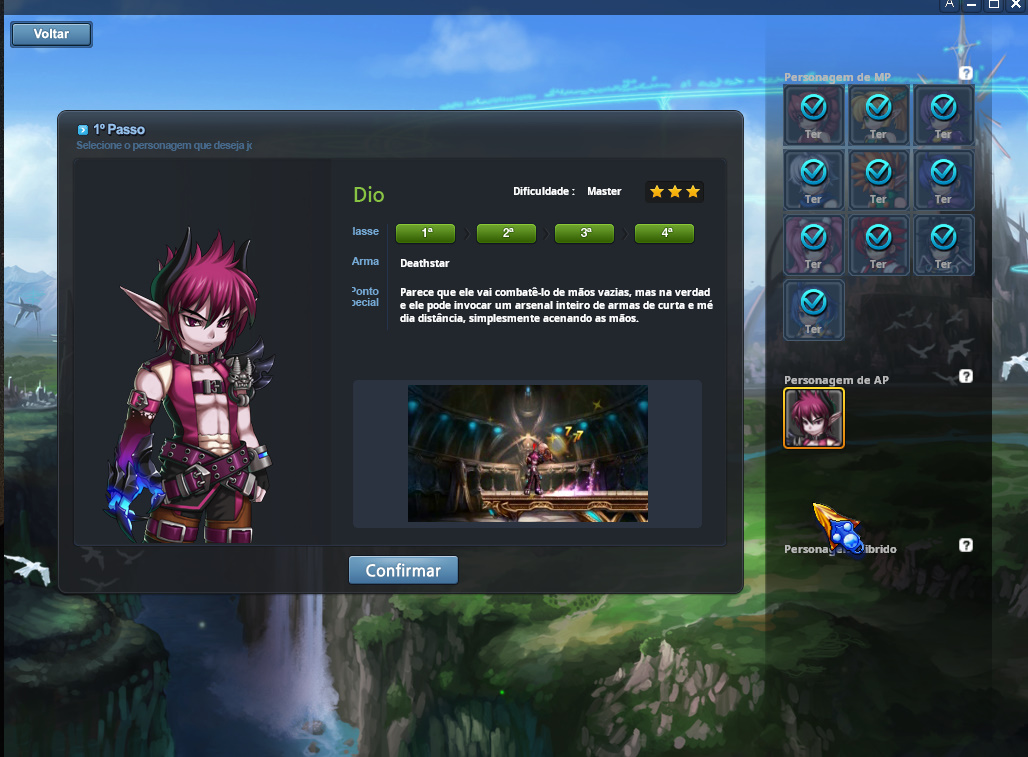 Voltar
1º Passo
Selecione o personagem que deseja jo
Dio
Dificuldade : Master
lasse
1ª 2ª 3ª 4ª
Arma
Deathstar
Ponto
pecial
Parece que ele vai combatê-lo de mãos vazias, mas na verdad
e ele pode invocar um arsenal inteiro de armas de curta e mé
dia distância, simplesmente acenando as mãos.
77
Confirmar
Personagem de MP
?
Ter Ter Ter
Ter Ter Ter
Ter Ter Ter
Ter
Personagem de AP
?
?